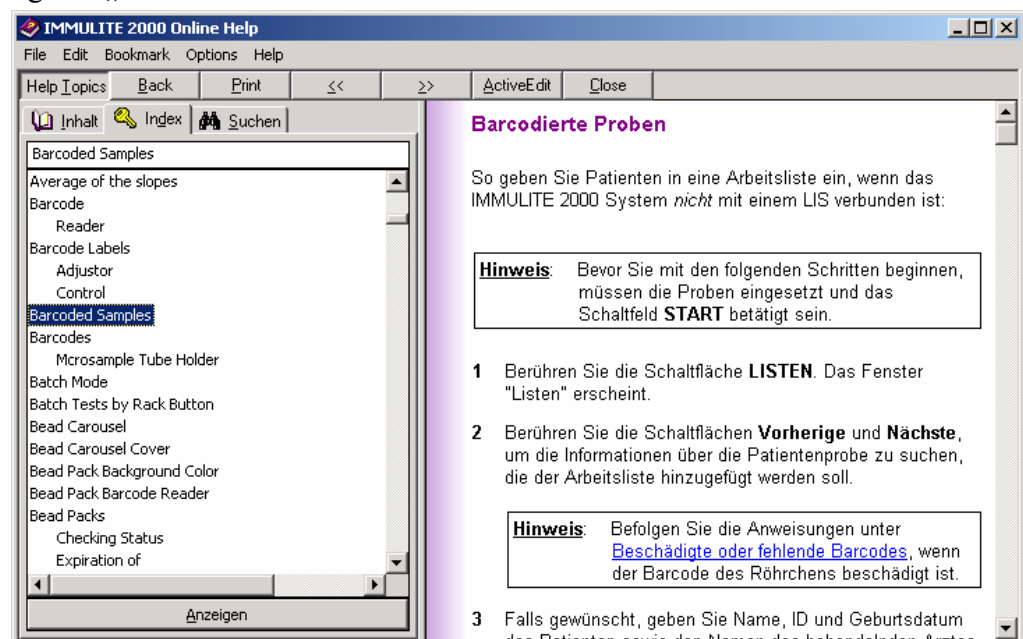 IMMULITE 2000 Online Help
File Edit Bookmark Options Help
Help Topics Back Print << >> ActiveEdit Close
Inhalt Index Suchen
Barcoded Samples
Average of the slopes
Barcode
Reader
Barcode Labels
Adjustor
Control
Barcoded Samples
Barcodes
Mcrosample Tube Holder
Batch Mode
Batch Tests by Rack Button
Bead Carousel
Bead Carousel Cover
Bead Pack Background Color
Bead Pack Barcode Reader
Bead Packs
Checking Status
Expiration of
Anzeigen
Barcodierte Proben
So geben Sie Patienten in eine Arbeitsliste ein, wenn das
IMMULITE 2000 System nicht mit einem LIS verbunden ist:
Hinweis: Bevor Sie mit den folgenden Schritten beginnen,
müssen die Proben eingesetzt und das
Schaltfeld START betätigt sein.
1 Berühren Sie die Schaltfläche LISTEN. Das Fenster
"Listen" erscheint.
2 Berühren Sie die Schaltflächen Vorherige und Nächste,
um die Informationen über die Patientenprobe zu suchen,
die der Arbeitsliste hinzugefügt werden soll.
Hinweis: Befolgen Sie die Anweisungen unter
Beschädigte oder fehlende Barcodes, wenn
der Barcode des Röhrchens beschädigt ist.
3 Falls gewünscht, geben Sie Name, ID und Geburtsdatum
des Patienten sowie den Namen des behandelnden Arztes